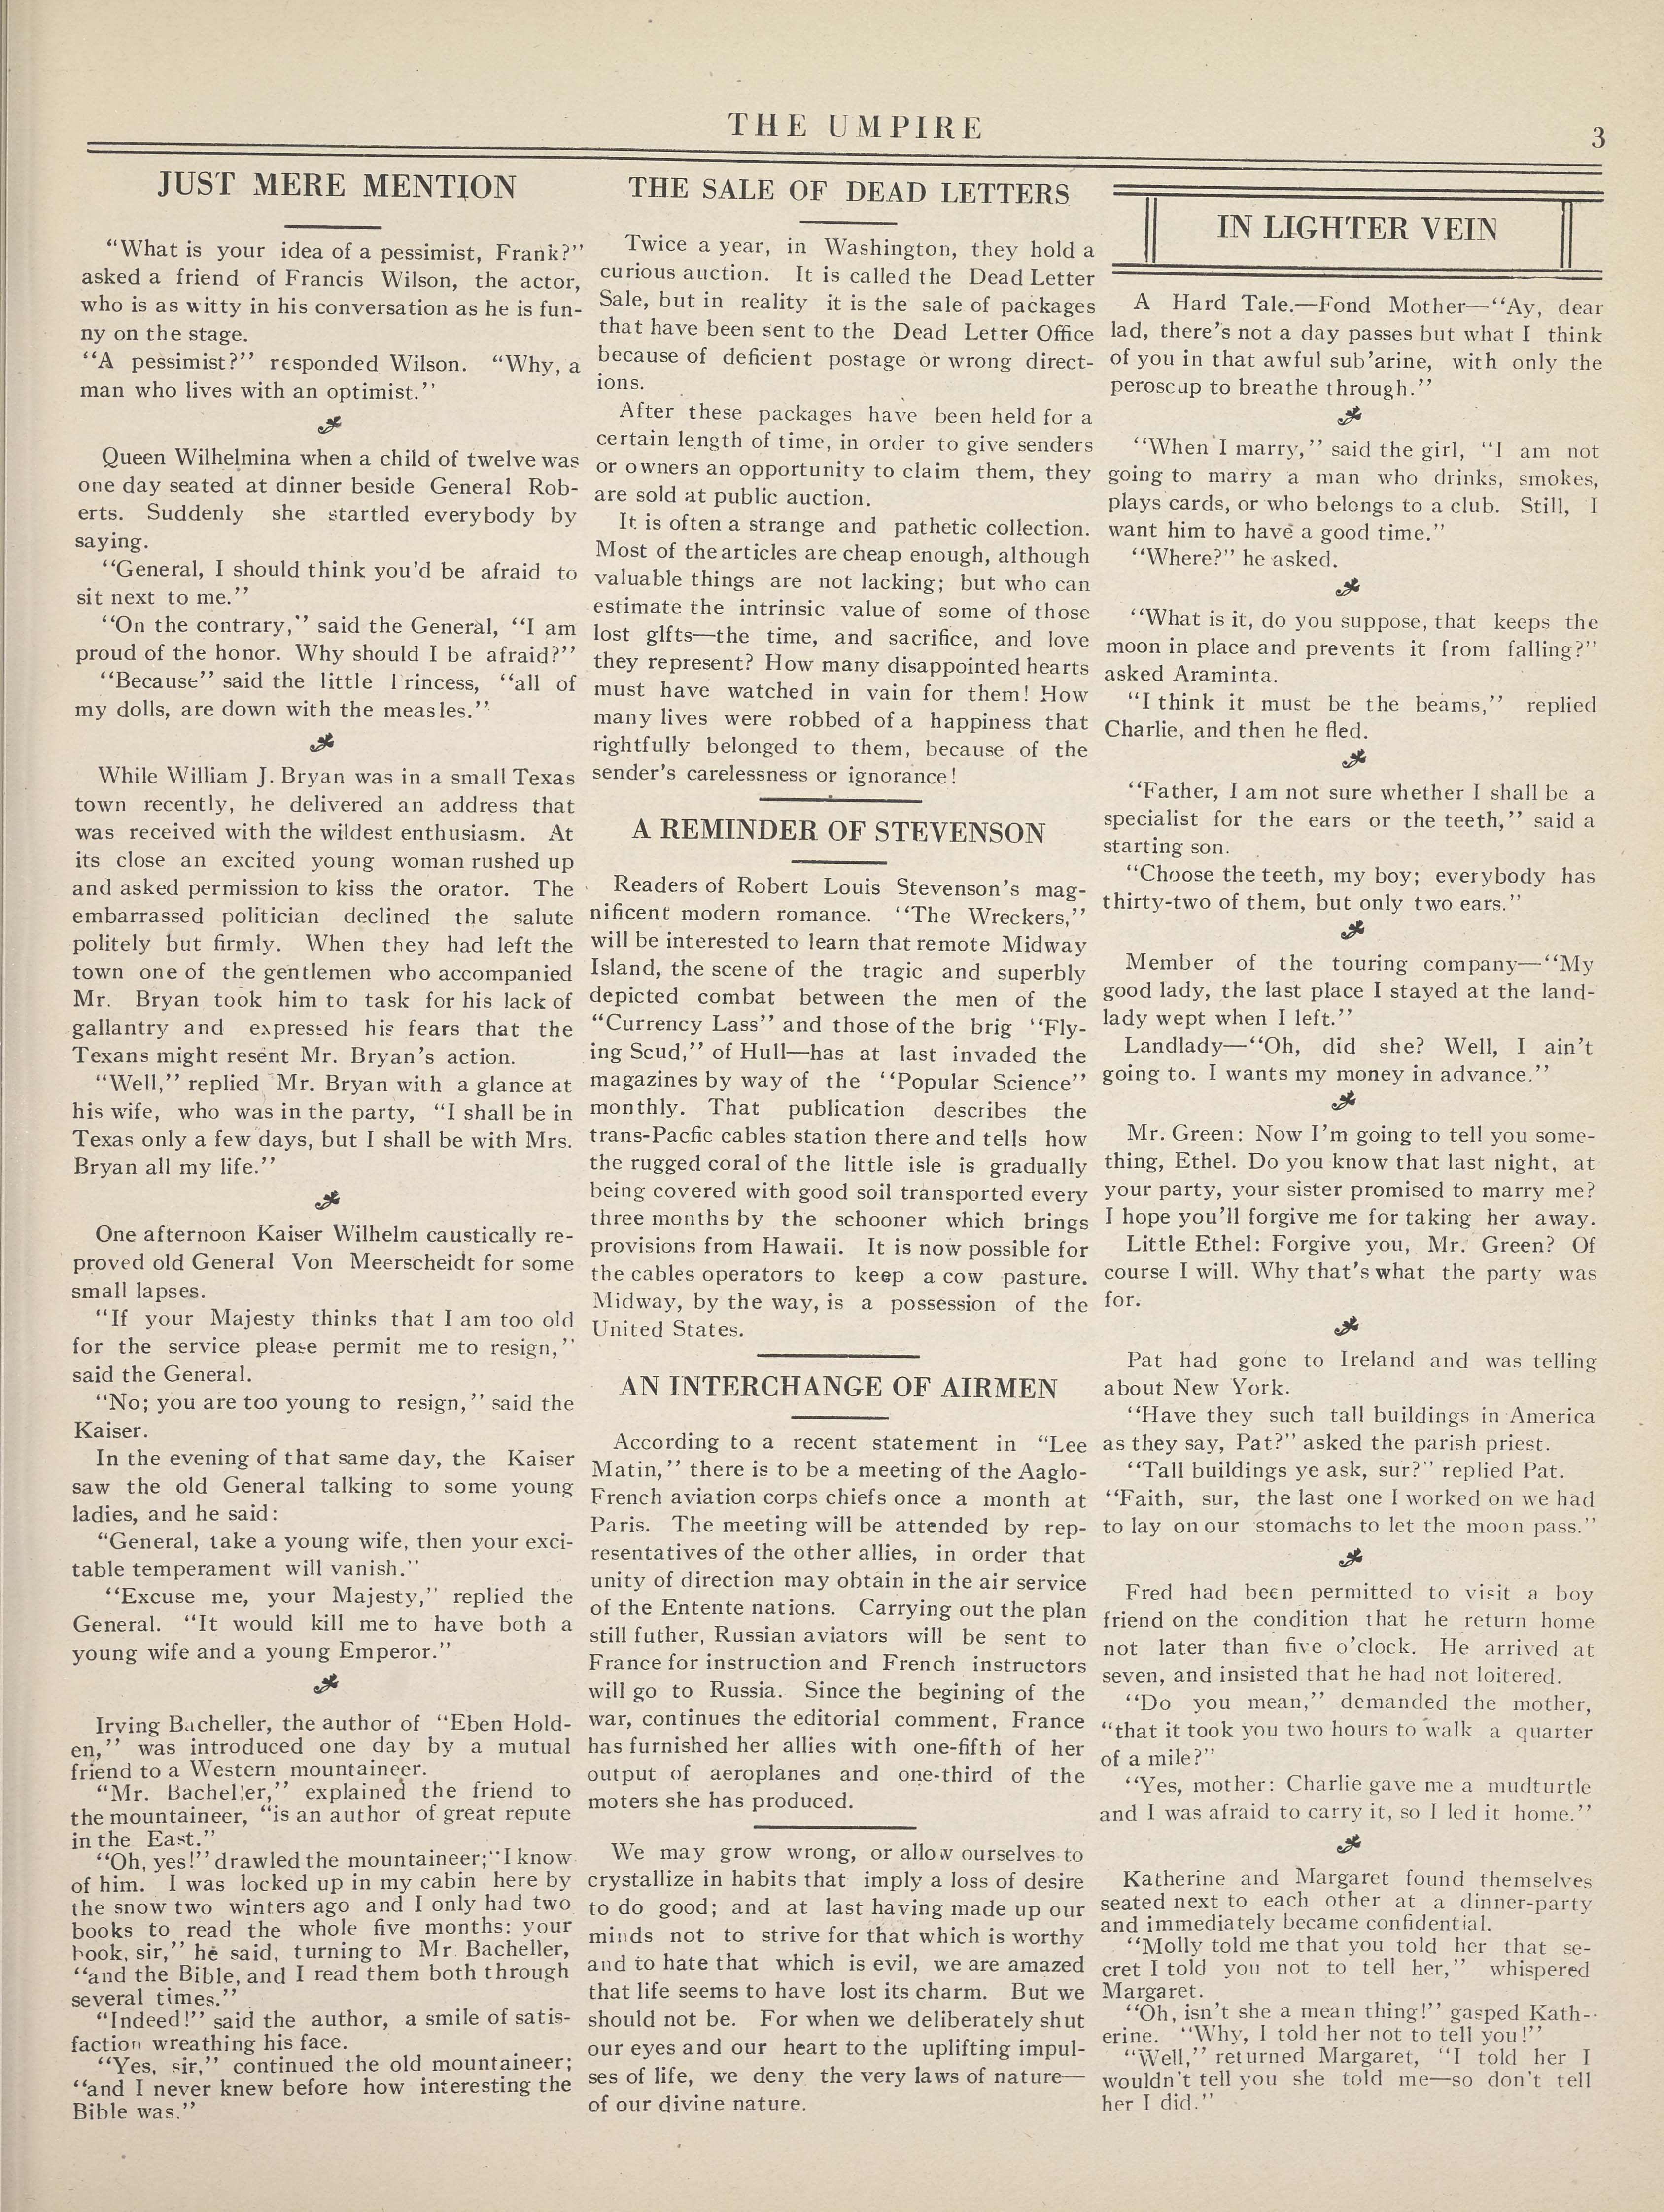 THE UMPIRE
3
JUST MERE MENTION
“What is your idea of a pessimist, Frank?”
asked a friend of Francis Wilson, the actor,
who is as witty in his conversation as he is fun-
ny on the stage.
“A pessimist?” responded Wilson. “Why, a
man who lives with an optimist.”
Queen Wilhelmina when a child of twelve was
one day seated at dinner beside General Rob-
erts. Suddenly she startled everybody by
saying.
“General, I should think you'd be afraid to
sit next to me.”
“On the contrary,” said the General, “I am
proud of the honor. Why should I be afraid?”
“Because” said the little Princess, “all of
my dolls, are down with the measles.”
While William J. Bryan was in a small Texas
town recently, he delivered an address that
was received with the wildest enthusiasm. At
its close an excited young woman rushed up
and asked permission to kiss the orator. The
embarrassed politician declined the salute
politely but firmly. When they had left the
town one of the gentlemen who accompanied
Mr. Bryan took him to task for his lack of
gallantry and expressed his fears that the
Texans might resent Mr. Bryan's action.
“Well,” replied Mr. Bryan with a glance at
his wife, who was in the party, “I shall be in
Texas only a few days, but I shall be with Mrs.
Bryan all my life.”
One afternoon Kaiser Wilhelm caustically re-
proved old General Von Meerscheidt for some
small lapses.
“If your Majesty thinks that I am too old
for the service please permit me to resign,”
said the General.
“No; you are too young to resign,” said the
Kaiser.
In the evening of that same day, the Kaiser
saw the old General talking to some young
ladies, and he said:
“General, take a young wife, then your exci-
table temperament will vanish.”
“Excuse me, your Majesty,” replied the
General. “It would kill me to have both a
young wife and a young Emperor.”
Irving Bacheller, the author of “Eben Hold-
en,” was introduced one day by a mutual
friend to a Western mountaineer.
“Mr. Bacheller,” explained the friend to
the mountaineer, “is an author of great repute
in the East.”
“Oh, yes!” drawled the mountaineer; “I know
of him. I was locked up in my cabin here by
the snow two winters ago and I only had two
books to read the whole five months: your
book, sir,” he said, turning to Mr. Bacheller,
“and the Bible, and I read them both through
several times.”
“Indeed!” said the author, a smile of satis-
faction wreathing his face.
“Yes, sir,” continued the old mountaineer;
“and I never knew before how interesting the
Bible was.”
THE SALE OF DEAD LETTERS
Twice a year, in Washington, they hold a
curious auction. It is called the Dead Letter
Sale, but in reality it is the sale of packages
that have been sent to the Dead Letter Office
because of deficient postage or wrong direct-
ions.
After these packages have been held for a
certain length of time, in order to give senders
or owners an opportunity to claim them, they
are sold at public auction.
It is often a strange and pathetic collection.
Most of the articles are cheap enough, although
valuable things are not lacking; but who can
estimate the intrinsic value of some of those
lost glfts—the time, and sacrifice, and love
they represent? How many disappointed hearts
must have watched in vain for them! How
many lives were robbed of a happiness that
rightfully belonged to them, because of the
sender's carelessness or ignorance!
A REMINDER OF STEVENSON
Readers of Robert Louis Stevenson's mag-
nificent modern romance. “The Wreckers,”
will be interested to learn that remote Midway
Island, the scene of the tragic and superbly
depicted combat between the men of the
“Currency Lass” and those of the brig “Fly-
ing Scud,” of Hull—has at last invaded the
magazines by way of the “Popular Science”
monthly. That publication describes the
trans-Pacfic cables station there and tells how
the rugged coral of the little isle is gradually
being covered with good soil transported every
three months by the schooner which brings
provisions from Hawaii. It is now possible for
the cables operators to keep a cow pasture.
Midway, by the way, is a possession of the
United States.
AN INTERCHANGE OF AIRMEN
According to a recent statement in “Lee
Matin,” there is to be a meeting of the Aaglo-
French aviation corps chiefs once a month at
Paris. The meeting will be attended by rep-
resentatives of the other allies, in order that
unity of direction may obtain in the air service
of the Entente nations. Carrying out the plan
still futher, Russian aviators will be sent to
France for instruction and French instructors
will go to Russia. Since the begining of the
war, continues the editorial comment, France
has furnished her allies with one-fifth of her
output of aeroplanes and one-third of the
moters she has produced.
We may grow wrong, or allow ourselves to
crystallize in habits that imply a loss of desire
to do good; and at last having made up our
minds not to strive for that which is worthy
and to hate that which is evil, we are amazed
that life seems to have lost its charm. But we
should not be. For when we deliberately shut
our eyes and our heart to the uplifting impul-
ses of life, we deny the very laws of nature—
of our divine nature.
IN LIGHTER VEIN
A Hard Tale.—Fond Mother—“Ay, dear
lad, there's not a day passes but what I think
of you in that awful sub'arine, with only the
peroscup to breathe through.”
“When I marry,” said the girl, “I am not
going to marry a man who drinks, smokes,
plays cards, or who belongs to a club. Still, I
want him to have a good time.”
“Where?” he asked.
“What is it, do you suppose, that keeps the
moon in place and prevents it from falling?”
asked Araminta.
“I think it must be the beams,” replied
Charlie, and then he fled.
“Father, I am not sure whether I shall be a
specialist for the ears or the teeth,” said a
starting son.
“Choose the teeth, my boy; everybody has
thirty-two of them, but only two ears.”
Member of the touring company—“My
good lady, the last place I stayed at the land-
lady wept when I left.”
Landlady—“Oh, did she? Well, I ain't
going to. I wants my money in advance.”
Mr. Green: Now I'm going to tell you some-
thing, Ethel. Do you know that last night, at
your party, your sister promised to marry me?
I hope you'll forgive me for taking her away.
Little Ethel: Forgive you, Mr. Green? Of
course I will. Why that's what the party was
for.
Pat had gone to Ireland and was telling
about New York.
“Have they such tall buildings in America
as they say, Pat?” asked the parish priest.
“Tall buildings ye ask, sur?” replied Pat.
“Faith, sur, the last one I worked on we had
to lay on our stomachs to let the moon pass.”
Fred had been permitted to visit a boy
friend on the condition that he return home
not later than five o'clock. He arrived at
seven, and insisted that he had not loitered.
“Do you mean,” demanded the mother,
“that it took you two hours to walk a quarter
of a mile?”
“Yes, mother: Charlie gave me a mudturtle
and I was afraid to carry it, so I led it home.”
Katherine and Margaret found themselves
seated next to each other at a dinner-party
and immediately became confidential.
“Molly told me that you told her that se-
cret I told you not to tell her,” whispered
Margaret.
“Oh, isn't she a mean thing!” gasped Kath-
erine. “Why, I told her not to tell you!”
“Well,” returned Margaret, “I told her I
wouldn't tell you she told me—so don't tell
her I did.”